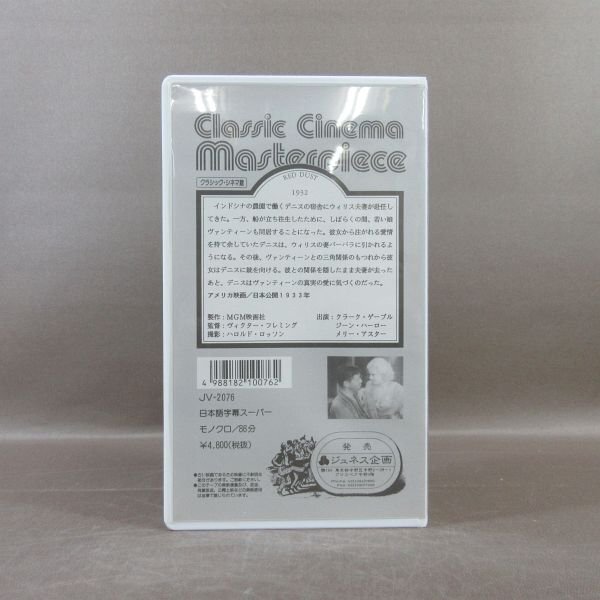 Classic Cinema
Masterpiece
クラシック・シネマ館
RED DUST
1932
インドシナの農園で働くデニスの宿舎にウィリス夫妻が赴任し
てきた。一方、船が立ち往生したために、しばらくの間、若い娘
ヴァンティーンも同居することになった。彼女から注がれる愛情
を持て余していたデニスは、ウィリスの妻バーバラに引かれるよ
うになる。その後、ヴァンティーンとの三角関係のもつれから彼
女はデニスに銃を向ける。彼との関係を隠したまま夫妻が去った
あと、デニスはヴァンティーンの真実の愛に気づくのだった。
アメリカ映画/日本公開1933年
製作:MGM映画社 出演:クラーク・ゲーブル
監督:ヴィクター・フレミング ジーン・ハーロー
撮影:ハロルド・ロッソン メリー・アスター
4 988182 100762
JV-2076
日本語字幕スーパー
モノクロ/86分
¥4,800(税抜)
発売
ジュネス企画